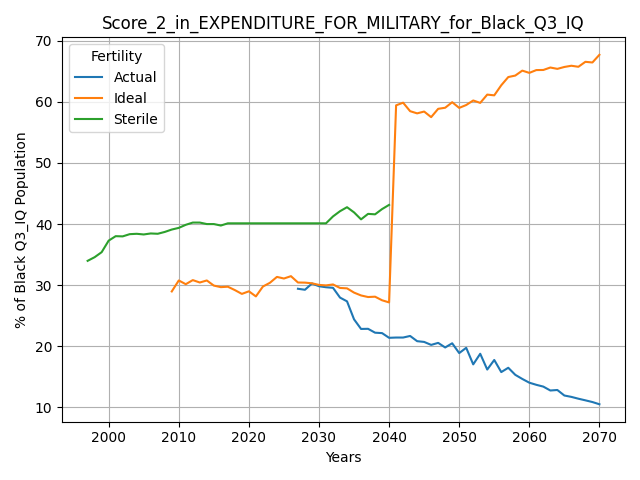 Score_2_in_EXPENDITURE_FOR_MILITARY_for_Black_Q3_IQ
Fertility
Actual
Ideal
Sterile
% of Black Q3_IQ Population
70
60
50
40
30
20
10
2000 2010 2020 2030 2040 2050 2060 2070
Years